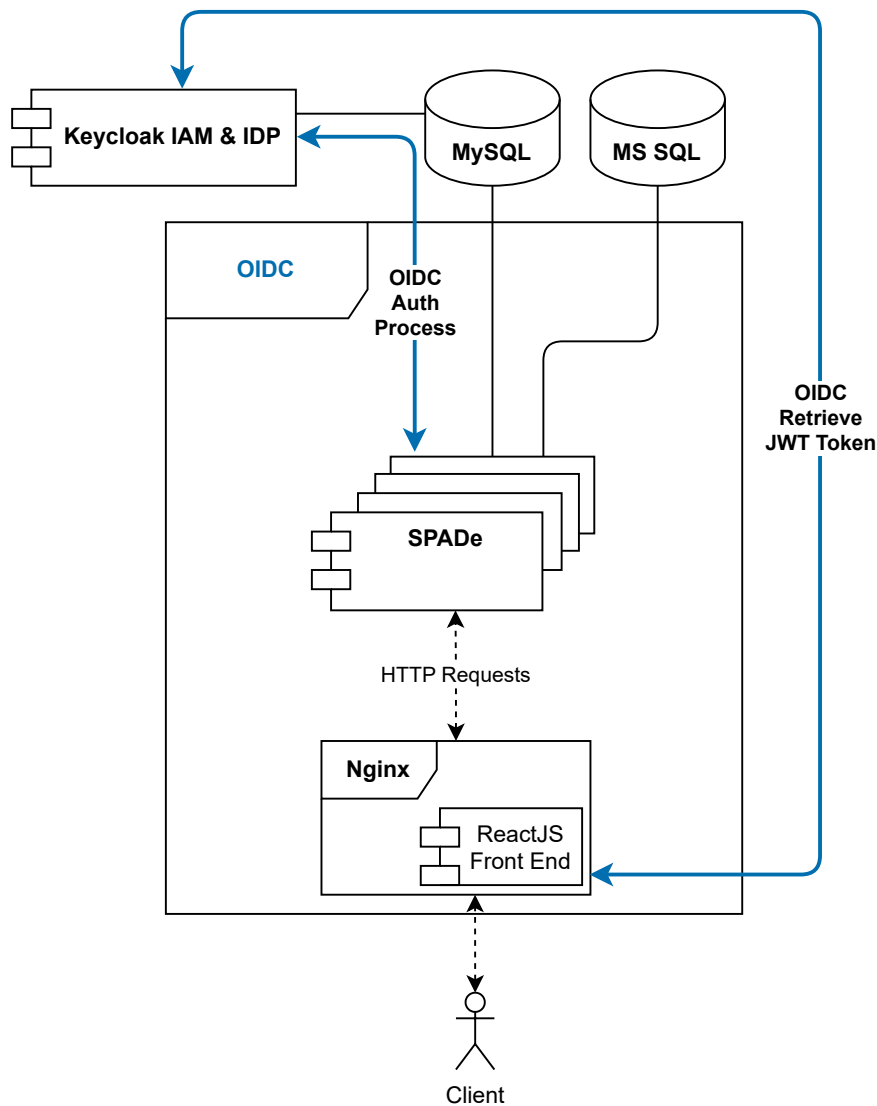 Keycloak IAM & IDP
MySQL
MS SQL
OIDC
OIDC
Auth
Process
OIDC
Retrieve
JWT Token
SPADe
HTTP Requests
Nginx
ReactJS
Front End
Client